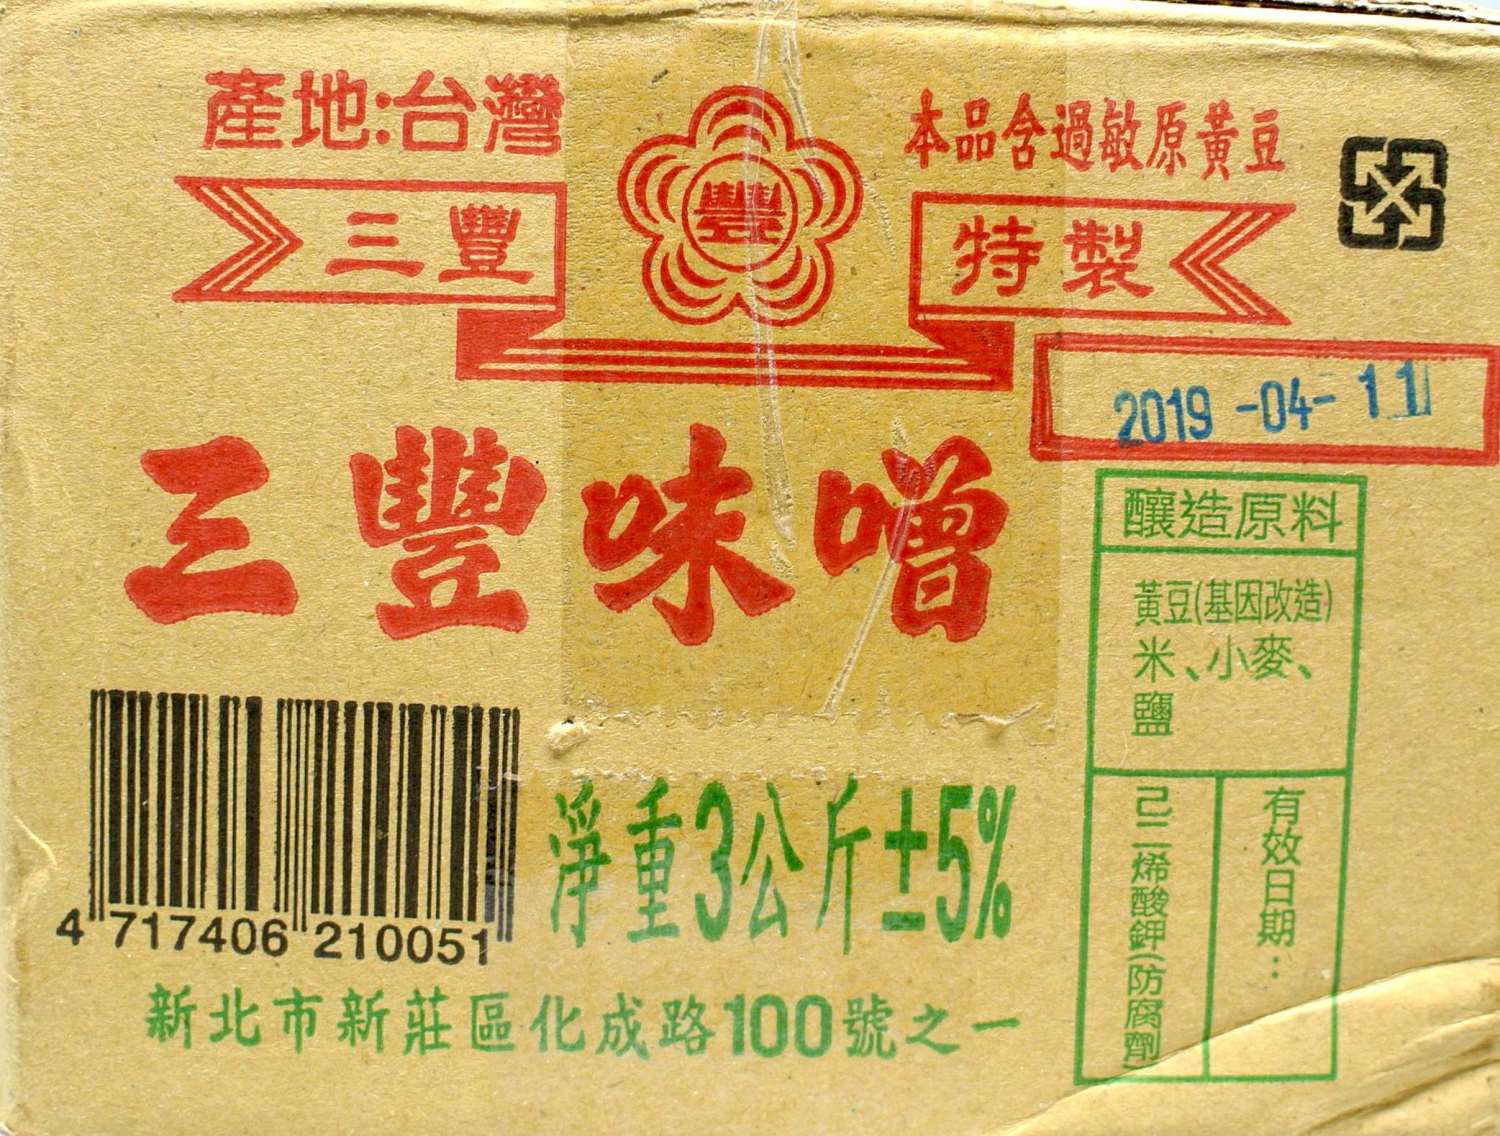 產地:台灣
本品含過敏原黃豆
豐
三豐
特製
2019-04-11
三豐味噌
釀造原料
黃豆(基因改造)
米、小麥、
鹽
己二烯酸鉀(防腐劑)
有效日期:
4 717406 210051
淨重3公斤±5%
新北市新莊區化成路100號之一